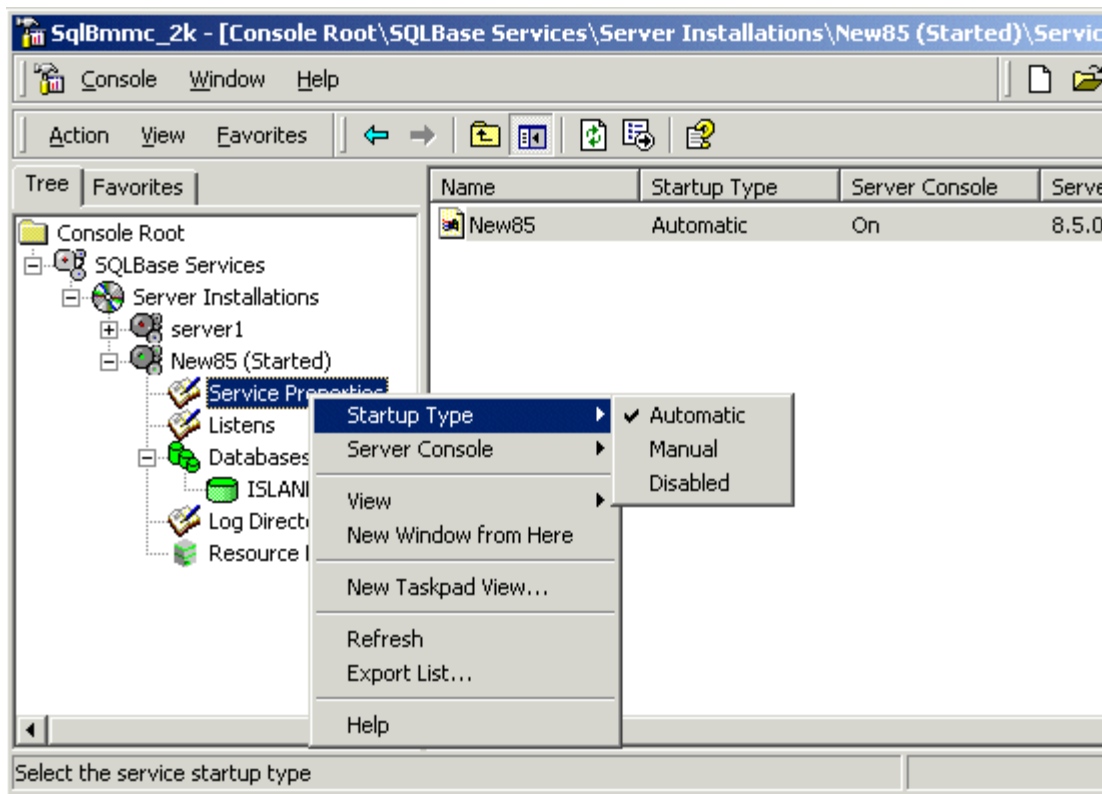 SqlBmmc_2k - [Console Root\SQLBase Services\Server Installations\New85 (Started)\Servic
Console Window Help
Action View Favorites
Tree Favorites
Name Startup Type Server Console Serve
New85 Automatic On 8.5.0
Console Root
SQLBase Services
Server Installations
server1
New85 (Started)
Service Properties
Listens
Databases
ISLAN
Log Direct
Resource
Startup Type
Server Console
View
New Window from Here
New Taskpad View...
Refresh
Export List...
Help
Automatic
Manual
Disabled
Select the service startup type